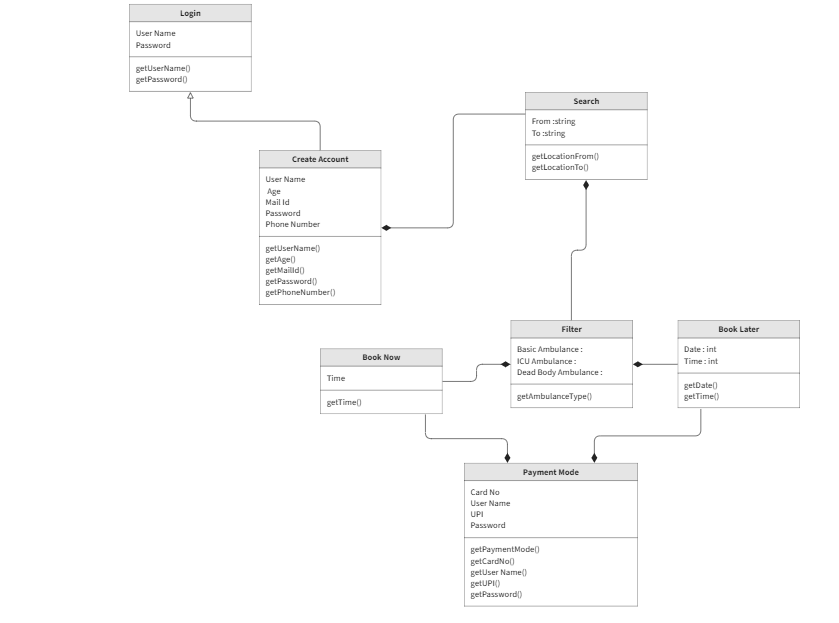 Login
User Name
Password
getUserName()
getPassword()
Search
From :string
To :string
getLocationFrom()
getLocationTo()
Create Account
User Name
Age
Mail Id
Password
Phone Number
getUserName()
getAge()
getMailId()
getPassword()
getPhoneNumber()
Filter
Basic Ambulance :
ICU Ambulance :
Dead Body Ambulance :
getAmbulanceType()
Book Later
Date : int
Time : int
getDate()
getTime()
Book Now
Time
getTime()
Payment Mode
Card No
User Name
UPI
Password
getPaymentMode()
getCardNo()
getUser Name()
getUPI()
getPassword()